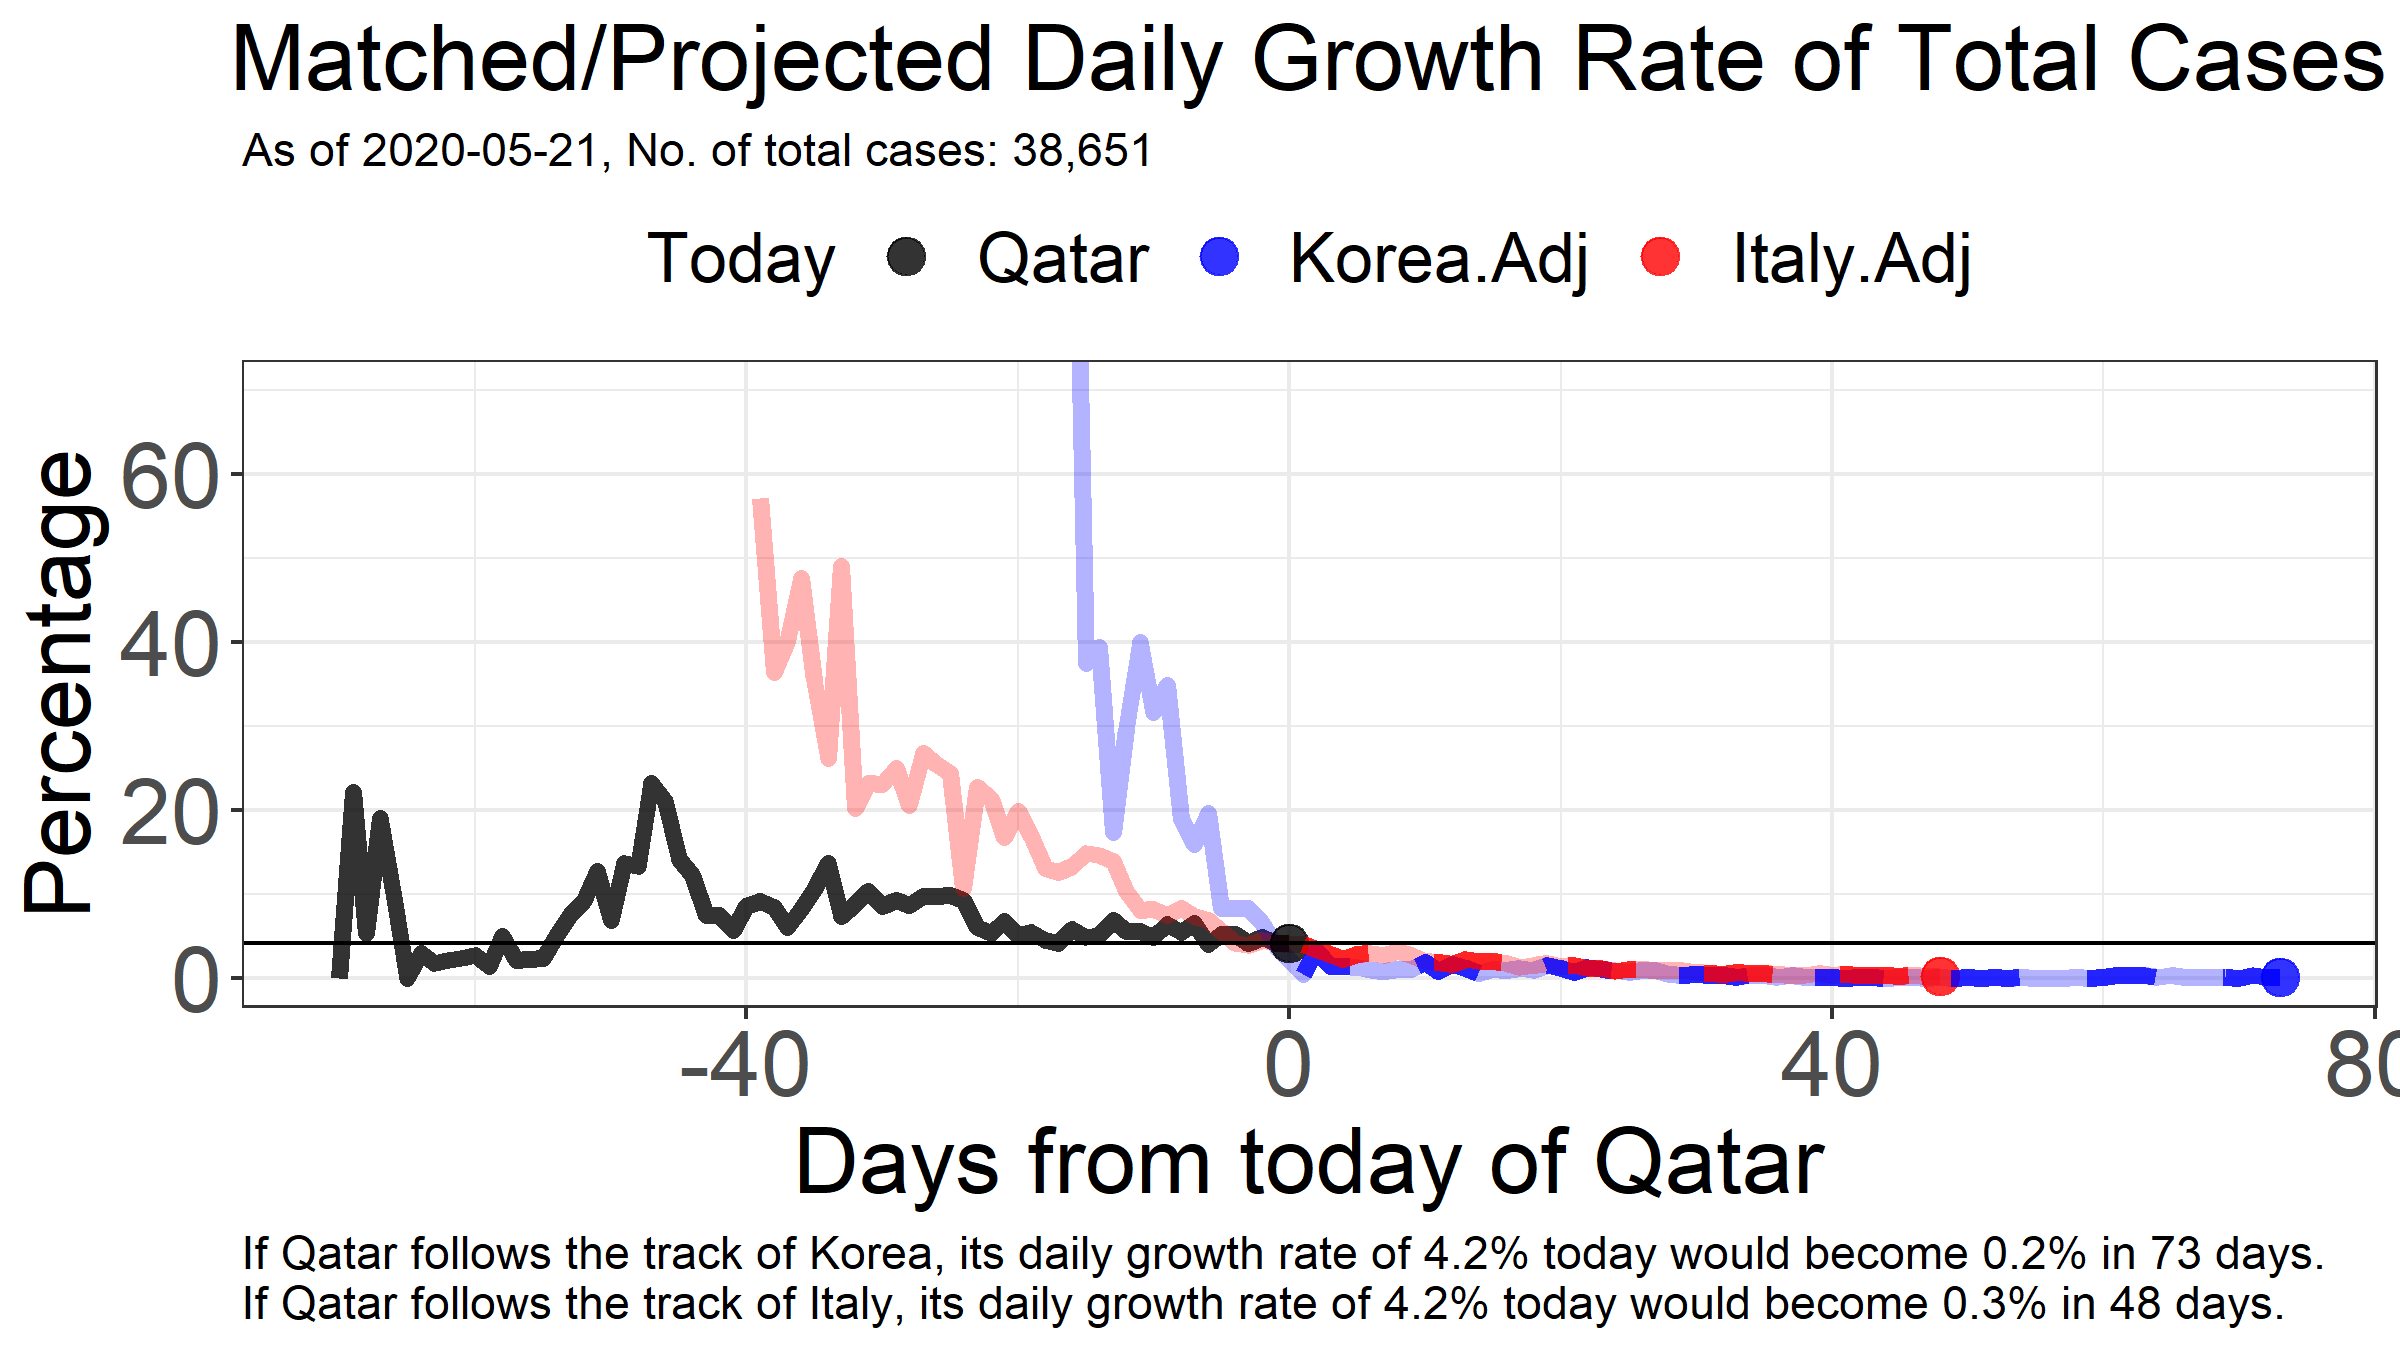 Matched/Projected Daily Growth Rate of Total Cases
As of 2020-05-21, No. of total cases: 38,651
Today Qatar Korea.Adj Italy.Adj
Percentage
60
40
20
0
-40 0 40 80
Days from today of Qatar
If Qatar follows the track of Korea, its daily growth rate of 4.2% today would become 0.2% in 73 days.
If Qatar follows the track of Italy, its daily growth rate of 4.2% today would become 0.3% in 48 days.